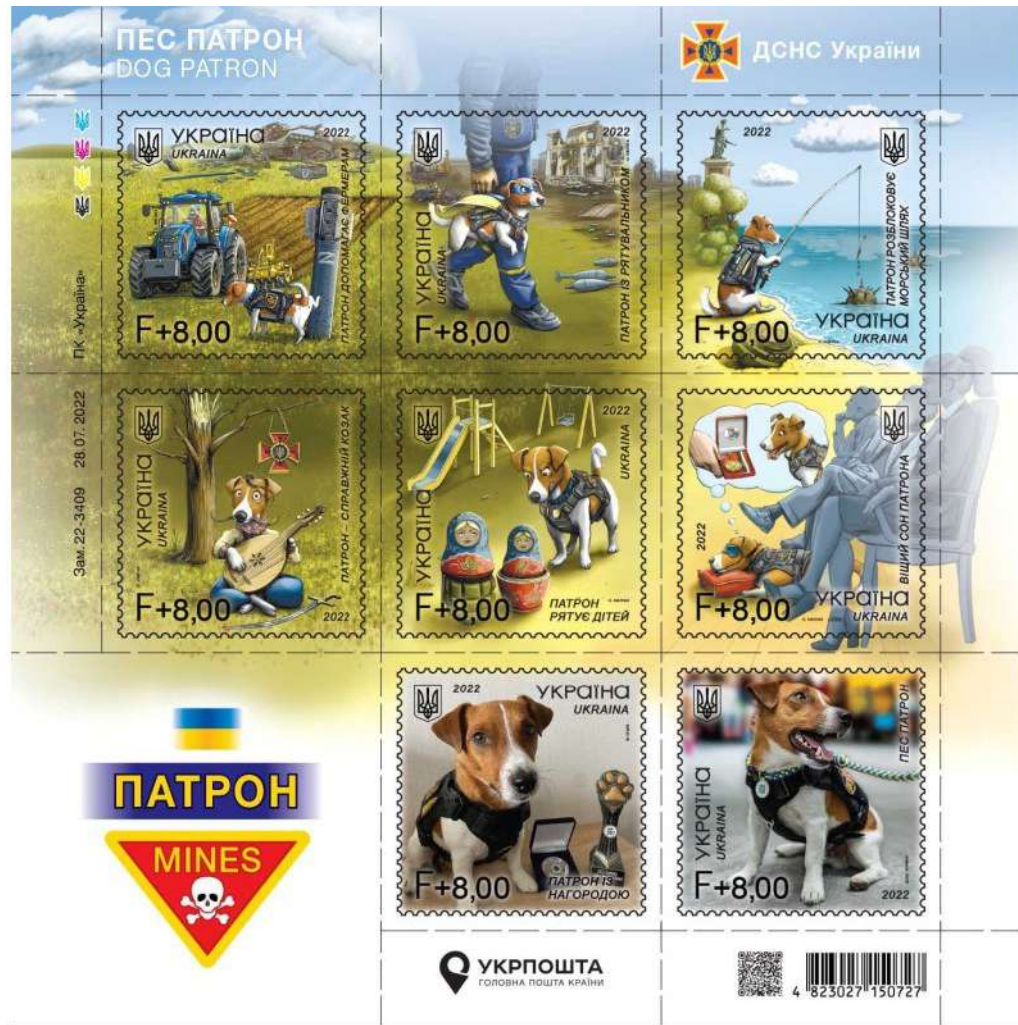 ПЕС ПАТРОН
DOG PATRON
ДСНС України
УКРАЇНА
UKRAINA
2022
ПАТРОН ДОПОМАГАЄ ФЕРМЕРАМ
F+8,00
2022
УКРАЇНА
UKRAINA
ПАТРОН ІЗ РЯТУВАЛЬНИКОМ
F+8,00
2022
ПАТРОН РОЗБЛОКОВУЄ
МОРСЬКИЙ ШЛЯХ
F+8,00
УКРАЇНА
UKRAINA
ПК «Україна»
Зам. 22-3409 28.07.2022
УКРАЇНА
UKRAINA
ПАТРОН - СПРАВЖНІЙ КОЗАК
F+8,00
2022
2022
УКРАЇНА
UKRAINA
F+8,00
ПАТРОН
РЯТУЄ ДІТЕЙ
2022
ВІЩИЙ СОН ПАТРОНА
F+8,00
УКРАЇНА
UKRAINA
ПАТРОН
MINES
2022
УКРАЇНА
UKRAINA
F+8,00
ПАТРОН ІЗ
НАГОРОДОЮ
ПЕС ПАТРОН
УКРАЇНА
UKRAINA
F+8,00
2022
УКРПОШТА
ГОЛОВНА ПОШТА КРАЇНИ
4 823027 150727